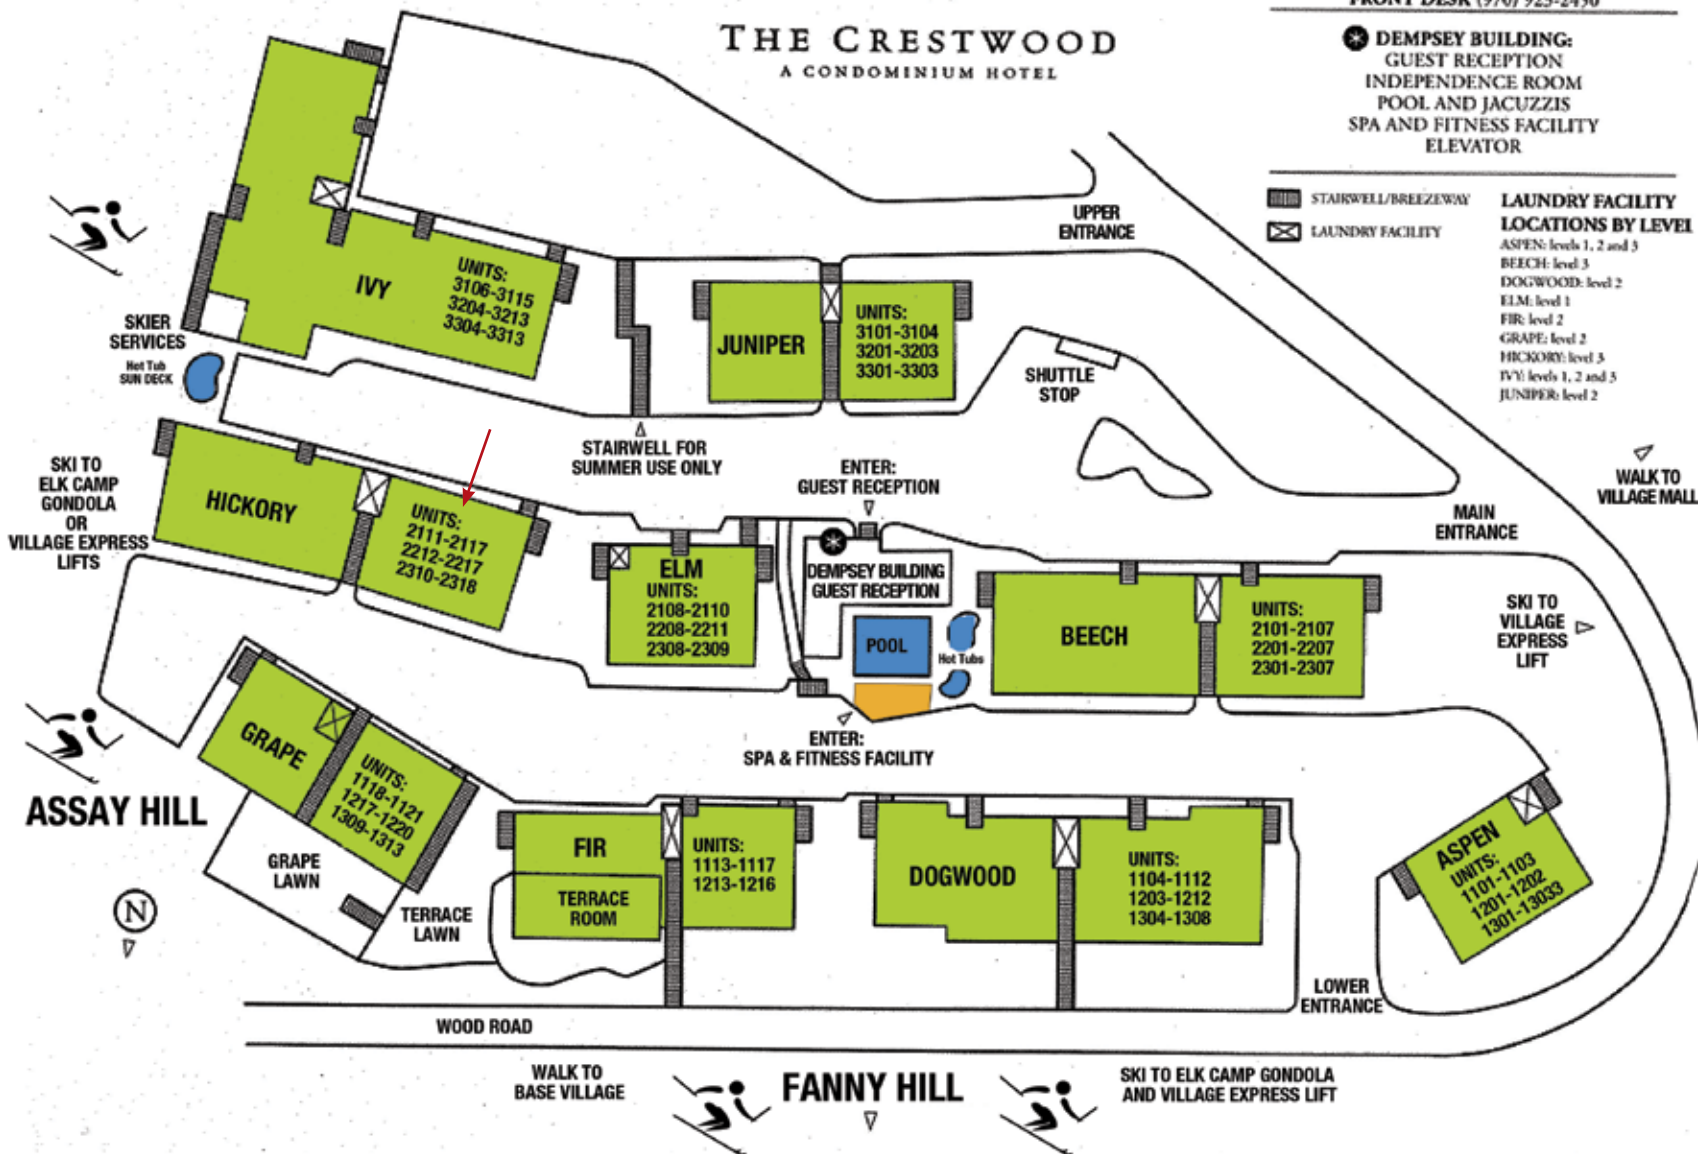 THE CRESTWOOD
A CONDOMINIUM HOTEL
FRONT DESK (970) 923-2450
DEMPSEY BUILDING:
GUEST RECEPTION
INDEPENDENCE ROOM
POOL AND JACUZZIS
SPA AND FITNESS FACILITY
ELEVATOR
STAIRWELL/BREEZEWAY
LAUNDRY FACILITY
LAUNDRY FACILITY
LOCATIONS BY LEVEL
ASPEN: levels 1, 2 and 3
BEECH: level 3
DOGWOOD: level 2
ELM: level 1
FIR: level 2
GRAPE: level 2
HICKORY: level 3
IVY: levels 1, 2 and 3
JUNIPER: level 2
UPPER
ENTRANCE
IVY
UNITS:
3106-3115
3204-3213
3304-3313
SKIER
SERVICES
Hot Tub
SUN DECK
JUNIPER
UNITS:
3101-3104
3201-3203
3301-3303
SHUTTLE
STOP
STAIRWELL FOR
SUMMER USE ONLY
ENTER:
GUEST RECEPTION
WALK TO
VILLAGE MALL
MAIN
ENTRANCE
SKI TO
ELK CAMP
GONDOLA
OR
VILLAGE EXPRESS
LIFTS
HICKORY
UNITS:
2111-2117
2212-2217
2310-2318
ELM
UNITS:
2108-2110
2208-2211
2308-2309
DEMPSEY BUILDING
GUEST RECEPTION
POOL
Hot Tubs
BEECH
UNITS:
2101-2107
2201-2207
2301-2307
SKI TO
VILLAGE
EXPRESS
LIFT
ENTER:
SPA & FITNESS FACILITY
GRAPE
UNITS:
1118-1121
1217-1220
1309-1313
ASSAY HILL
GRAPE
LAWN
N
TERRACE
LAWN
FIR
TERRACE
ROOM
UNITS:
1113-1117
1213-1216
DOGWOOD
UNITS:
1104-1112
1203-1212
1304-1308
ASPEN
UNITS:
1101-1103
1201-1202
1301-13033
LOWER
ENTRANCE
WOOD ROAD
WALK TO
BASE VILLAGE
FANNY HILL
SKI TO ELK CAMP GONDOLA
AND VILLAGE EXPRESS LIFT